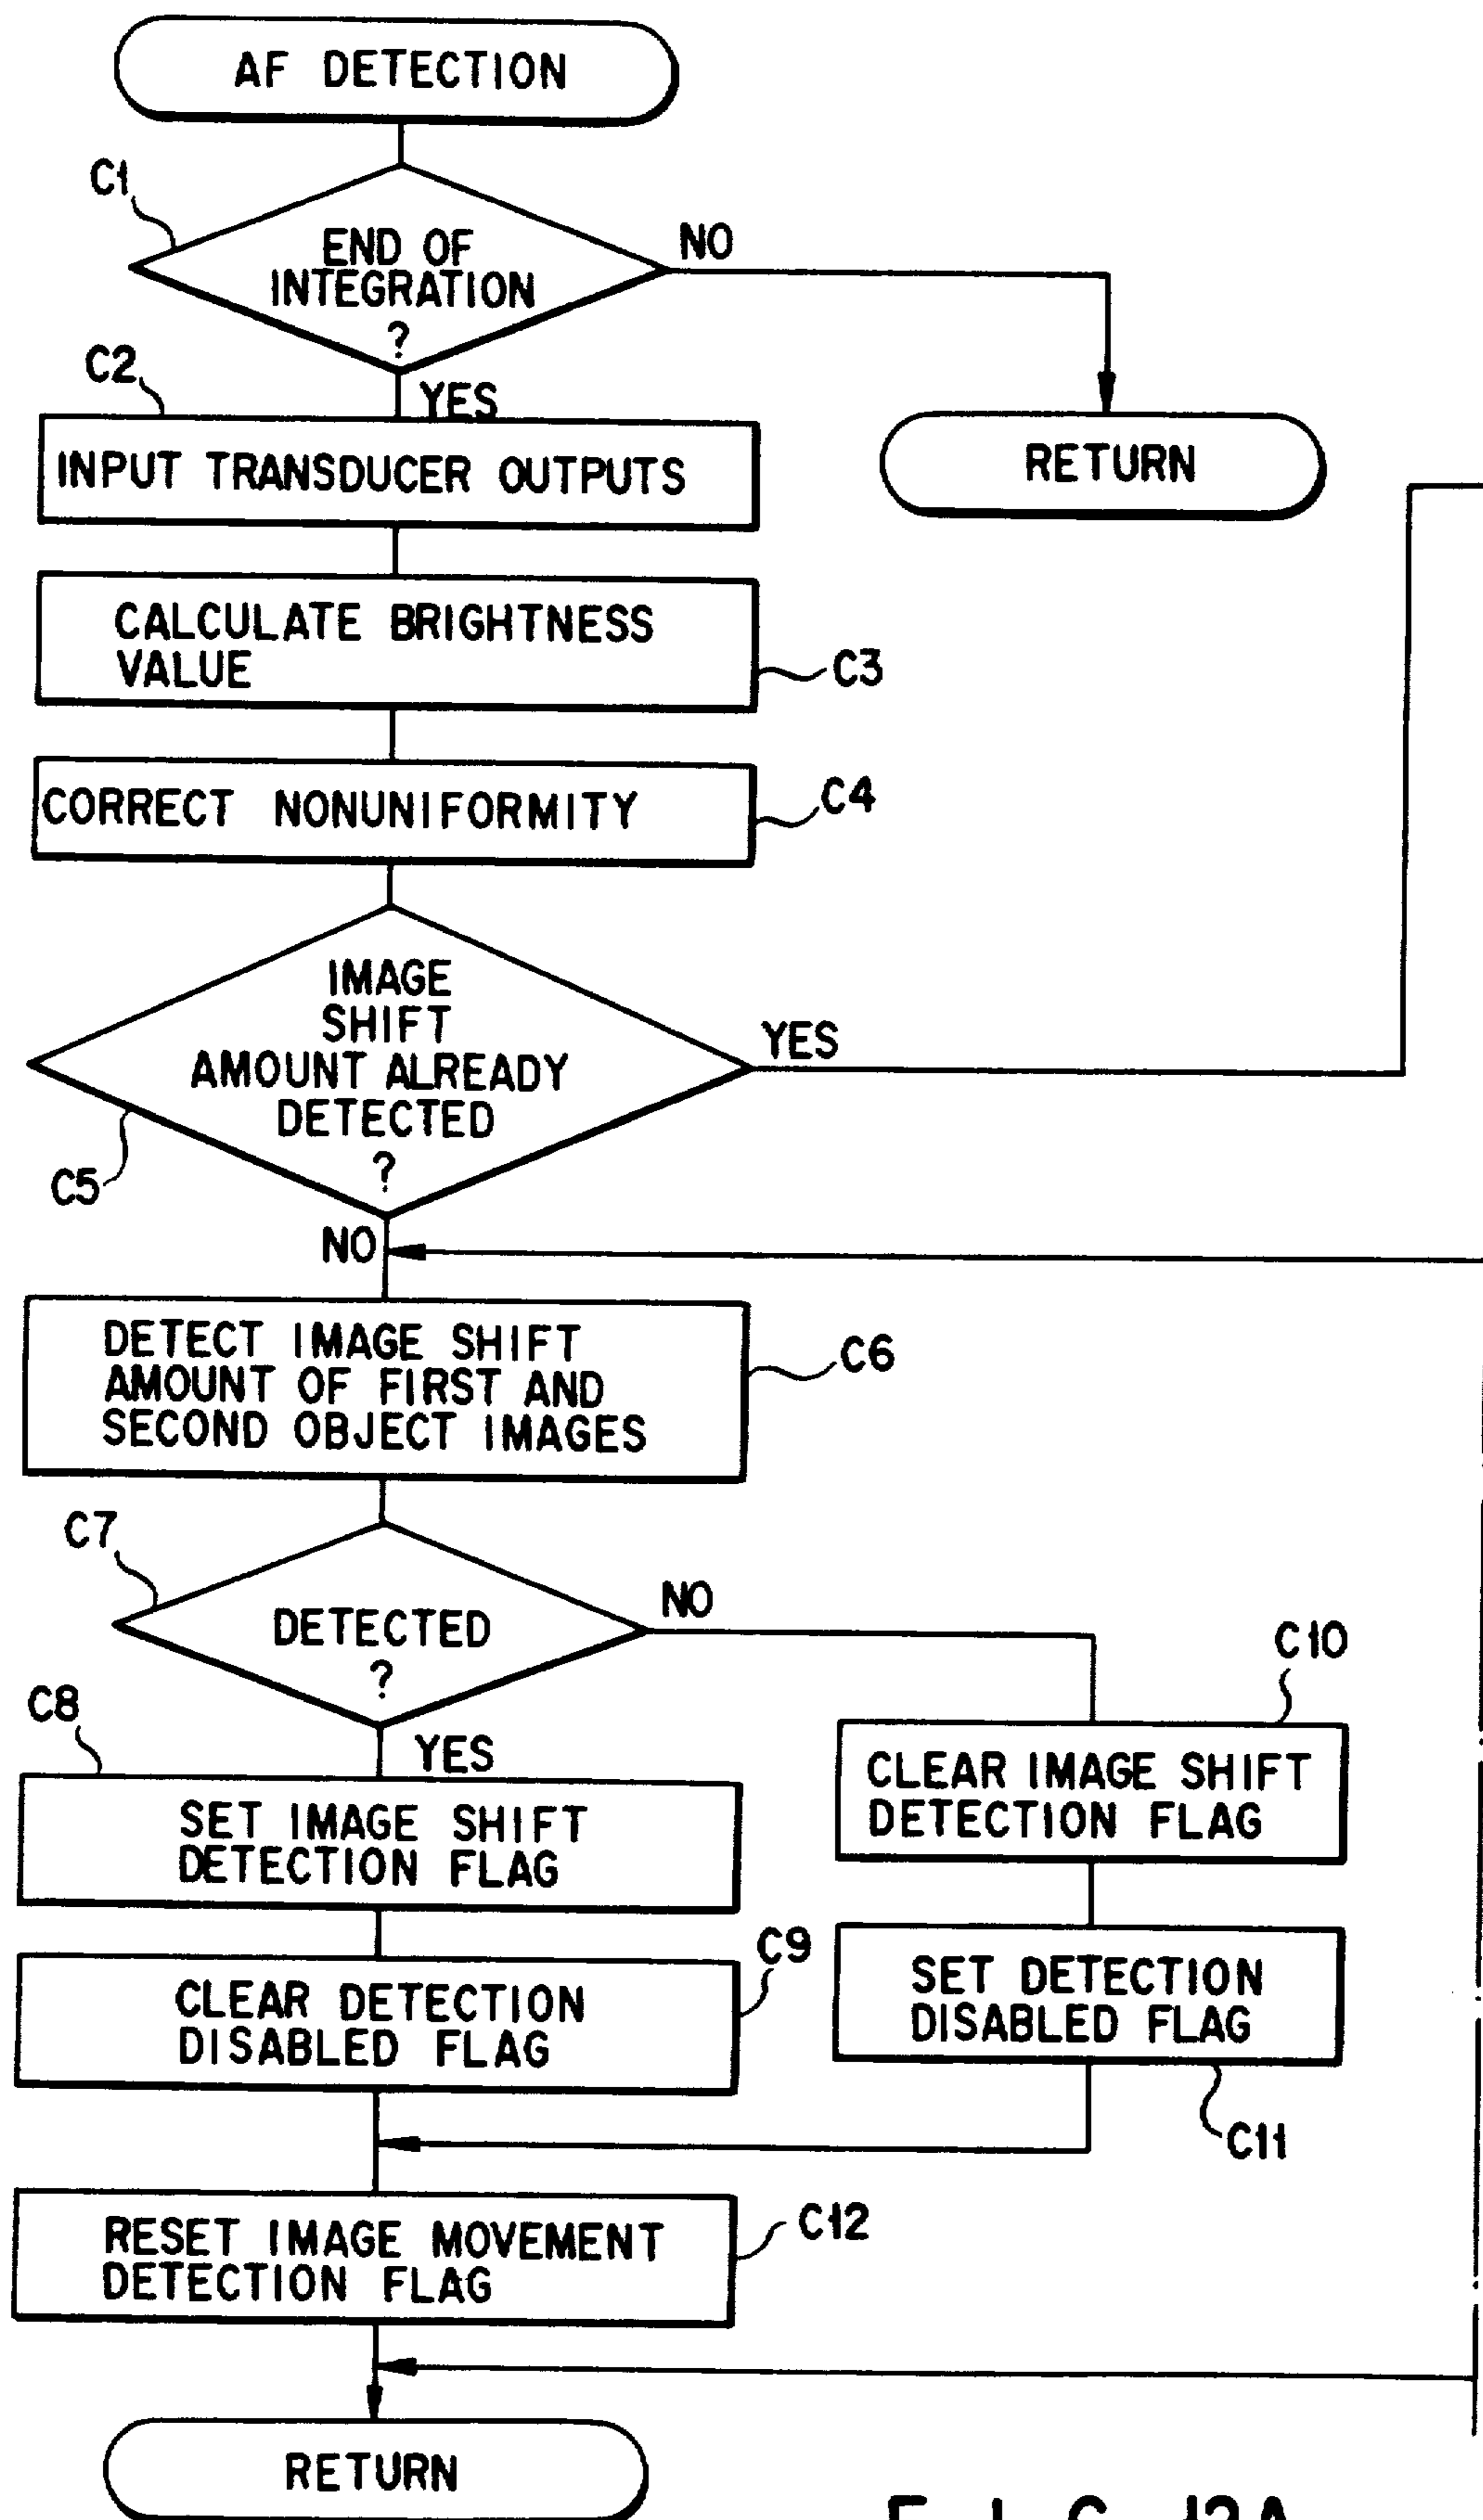 AF DETECTION
C1
END OF
INTEGRATION
?
NO
YES
RETURN
C2
INPUT TRANSDUCER OUTPUTS
CALCULATE BRIGHTNESS
VALUE
C3
CORRECT NONUNIFORMITY
C4
IMAGE
SHIFT
AMOUNT ALREADY
DETECTED
?
YES
C5
NO
DETECT IMAGE SHIFT
AMOUNT OF FIRST AND
SECOND OBJECT IMAGES
C6
C7
DETECTED
?
NO
YES
C8
SET IMAGE SHIFT
DETECTION FLAG
C10
CLEAR IMAGE SHIFT
DETECTION FLAG
C9
CLEAR DETECTION
DISABLED FLAG
SET DETECTION
DISABLED FLAG
C11
RESET IMAGE MOVEMENT
DETECTION FLAG
C12
RETURN